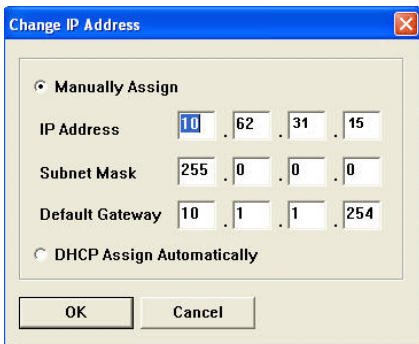 Change IP Address
Manually Assign
IP Address 10 . 62 . 31 . 15
Subnet Mask 255 . 0 . 0 . 0
Default Gateway 10 . 1 . 1 . 254
DHCP Assign Automatically
OK Cancel